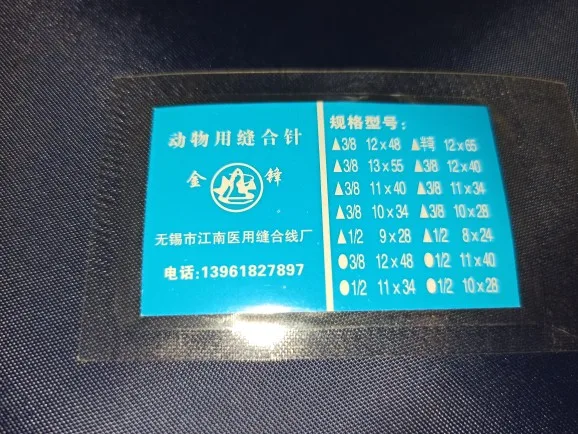 动物用缝合针
金 锋
无锡市江南医用缝合线厂
电话:13961827897
规格型号:
▲3/8 12×48 ▲半弯 12×65
▲3/8 13×55 ▲3/8 12×40
▲3/8 11×40 ▲3/8 11×34
▲3/8 10×34 ▲3/8 10×28
▲1/2 9×28 ▲1/2 8×24
●3/8 12×48 ●1/2 11×40
●1/2 11×34 ●1/2 10×28